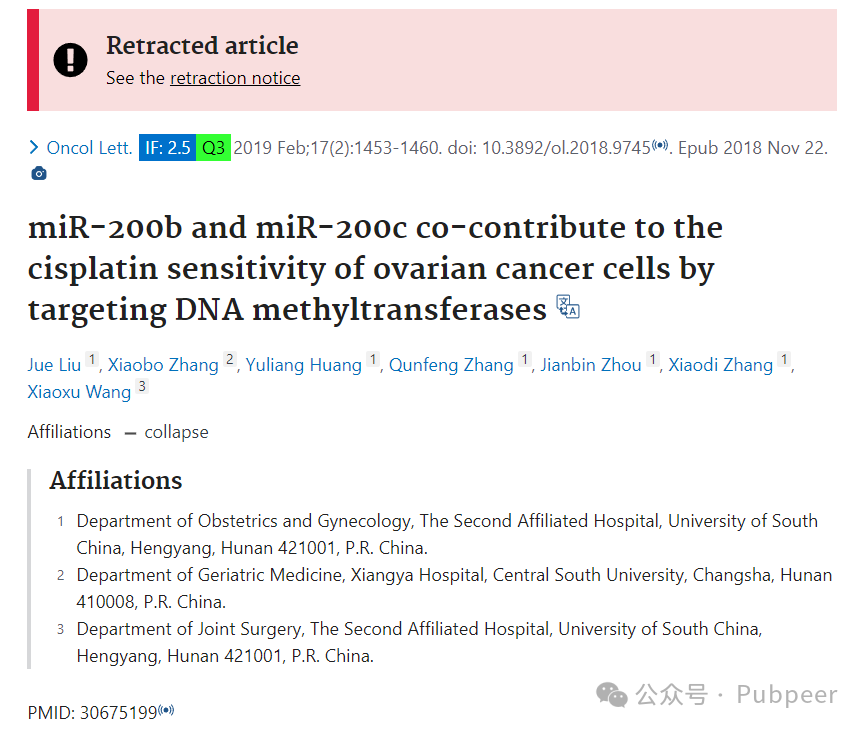 Retracted article
See the retraction notice
Oncol Lett. IF: 2.5 Q3 2019 Feb;17(2):1453-1460. doi: 10.3892/ol.2018.9745. Epub 2018 Nov 22.
miR-200b and miR-200c co-contribute to the
cisplatin sensitivity of ovarian cancer cells by
targeting DNA methyltransferases
Jue Liu 1, Xiaobo Zhang 2, Yuliang Huang 1, Qunfeng Zhang 1, Jianbin Zhou 1, Xiaodi Zhang 1,
Xiaoxu Wang 3
Affiliations — collapse
Affiliations
1 Department of Obstetrics and Gynecology, The Second Affiliated Hospital, University of South
China, Hengyang, Hunan 421001, P.R. China.
2 Department of Geriatric Medicine, Xiangya Hospital, Central South University, Changsha, Hunan
410008, P.R. China.
3 Department of Joint Surgery, The Second Affiliated Hospital, University of South China,
Hengyang, Hunan 421001, P.R. China.
PMID: 30675199
公众号 · Pubpeer